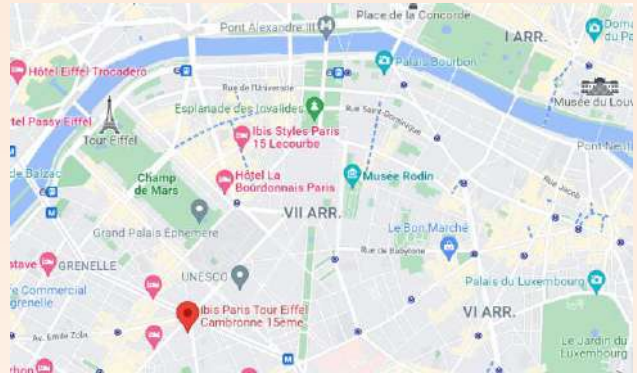 Place de la Concorde
Pont Alexandre III
I ARR.
Palais Bourbon
Hôtel Eiffel Trocadéro
Rue de l'Université
Esplanade des Invalides
Rue Saint-Dominique
Musée du Lou
tel Passy Eiffel
Tour Eiffel
Ibis Styles Paris
15 Lecourbe
Pont Neu
de Balzac
Champ
de Mars
Hôtel La
Bourdonnais Paris
Musée Rodin
Rue Jacob
VII ARR.
Grand Palais Éphémère
Le Bon Marché
Rue de Babylone
GRENELLE
UNESCO
Palais du Luxembourg
e Commercial
grenelle
Ibis Paris Tour Eiffel
Cambronne 15ème
VI ARR.
Av. Emile Zola
Le Jardin du
Luxembourg